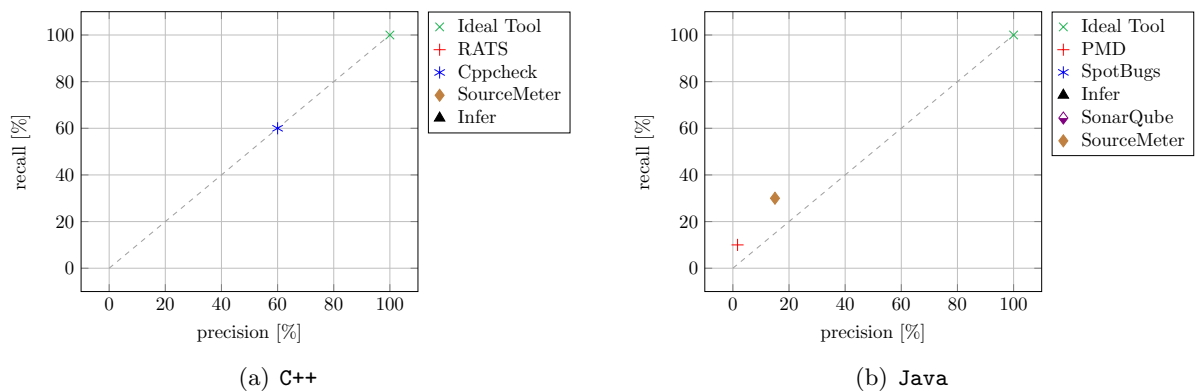 100
80
60
40
20
0
recall [%]
0 20 40 60 80 100
precision [%]
Ideal Tool
RATS
Cppcheck
SourceMeter
Infer
(a) C++
100
80
60
40
20
0
recall [%]
0 20 40 60 80 100
precision [%]
Ideal Tool
PMD
SpotBugs
Infer
SonarQube
SourceMeter
(b) Java